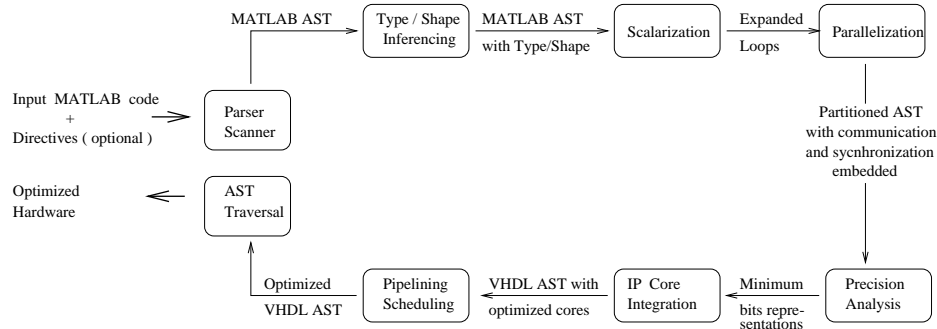 MATLAB AST
Type / Shape
Inferencing
MATLAB AST
with Type/Shape
Scalarization
Expanded
Loops
Parallelization
Input MATLAB code
+
Directives ( optional )
Parser
Scanner
Partitioned AST
with communication
and sycnhronization
embedded
Optimized
Hardware
AST
Traversal
Optimized
VHDL AST
Pipelining
Scheduling
VHDL AST with
optimized cores
IP Core
Integration
Minimum
bits repre-
sentations
Precision
Analysis